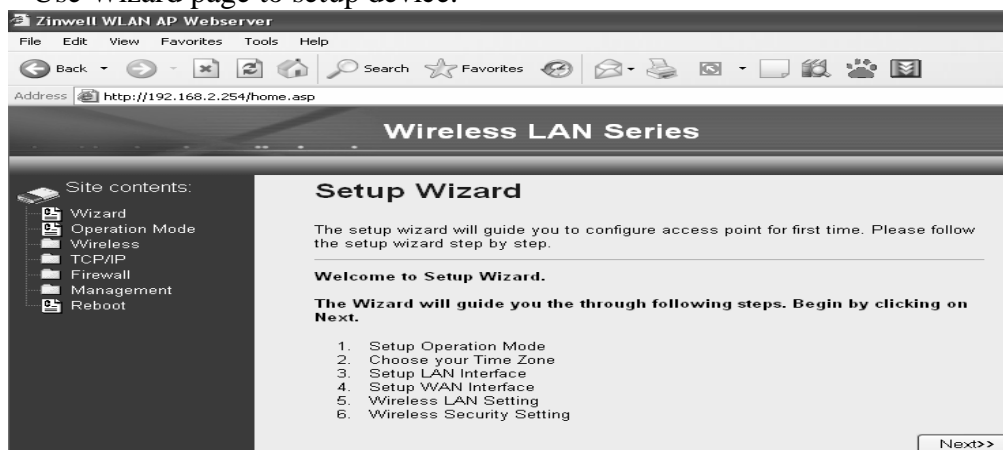 Use Wizard page to setup device.
Zinwell WLAN AP Webserver
File Edit View Favorites Tools Help
Back Search Favorites
Address http://192.168.2.254/home.asp
Wireless LAN Series
Site contents:
Wizard
Operation Mode
Wireless
TCP/IP
Firewall
Management
Reboot
Setup Wizard
The setup wizard will guide you to configure access point for first time. Please follow
the setup wizard step by step.
Welcome to Setup Wizard.
The Wizard will guide you the through following steps. Begin by clicking on
Next.
1. Setup Operation Mode
2. Choose your Time Zone
3. Setup LAN Interface
4. Setup WAN Interface
5. Wireless LAN Setting
6. Wireless Security Setting
Next>>